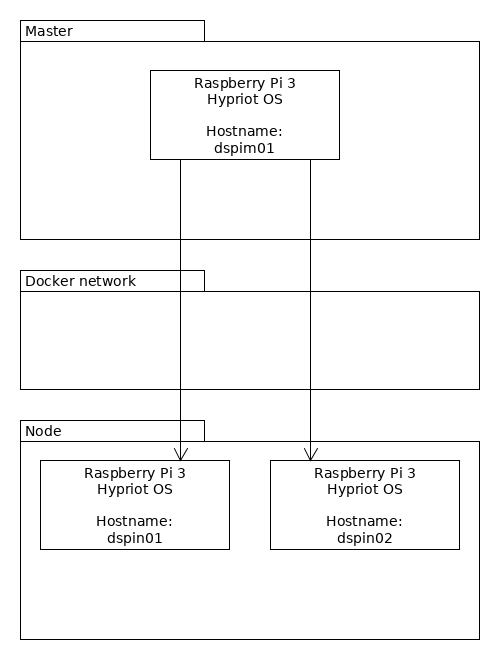 Master
Raspberry Pi 3
Hypriot OS
Hostname:
dspim01
Docker network
Node
Raspberry Pi 3
Hypriot OS
Hostname:
dspin01
Raspberry Pi 3
Hypriot OS
Hostname:
dspin02